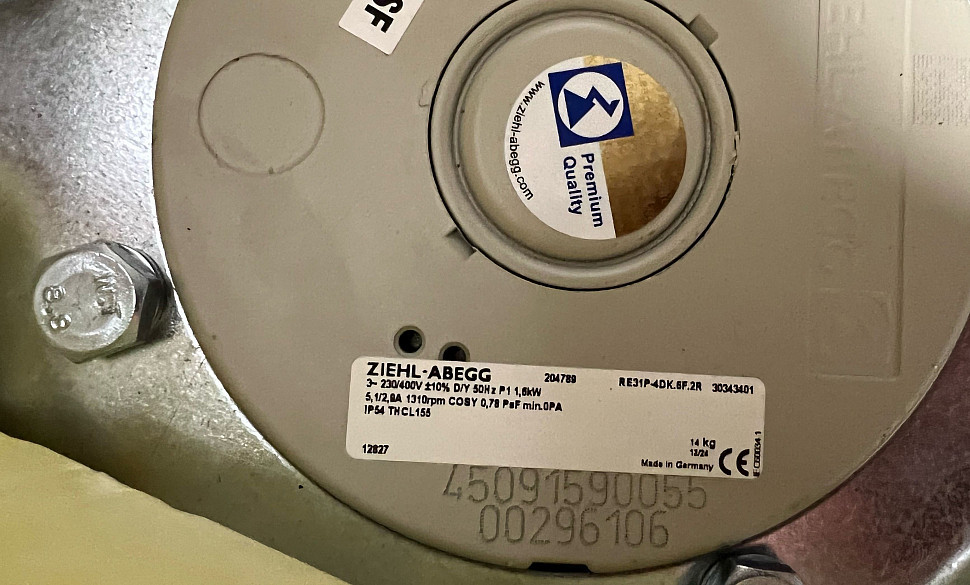 SF
www.ziehl-abegg.com
Premium
Quality
ZIEHL-ABEGG 204789 RE31P-4DK.6F.2R 30343401
3~ 230/400V ±10% D/Y 50Hz P1 1,6kW
5,1/2,9A 1310rpm COSY 0,78 PsF min.0PA
IP54 THCL155
12827
14 kg
12/24
Made in Germany CE
45091590055
00296106
8.8